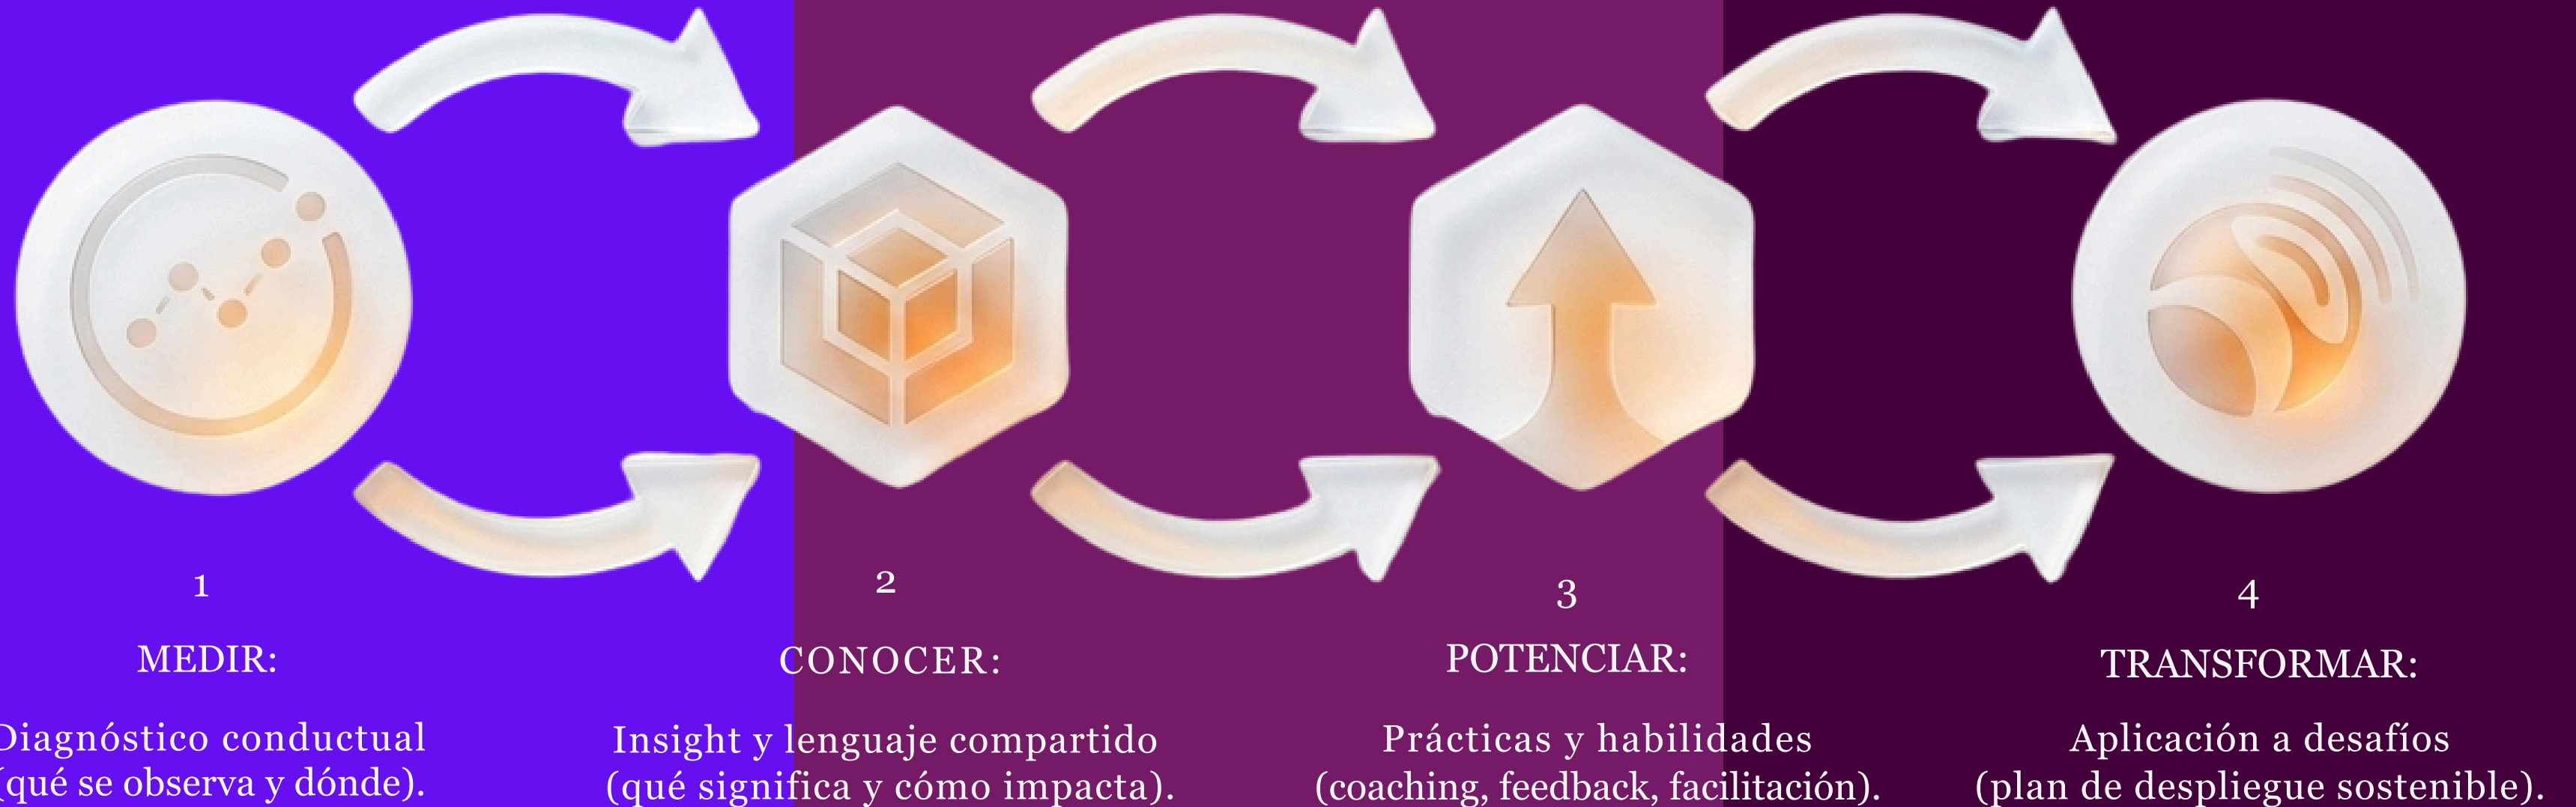 1
MEDIR:
Diagnóstico conductual
(qué se observa y dónde).
2
CONOCER:
Insight y lenguaje compartido
(qué significa y cómo impacta).
3
POTENCIAR:
Prácticas y habilidades
(coaching, feedback, facilitación).
4
TRANSFORMAR:
Aplicación a desafíos
(plan de despliegue sostenible).